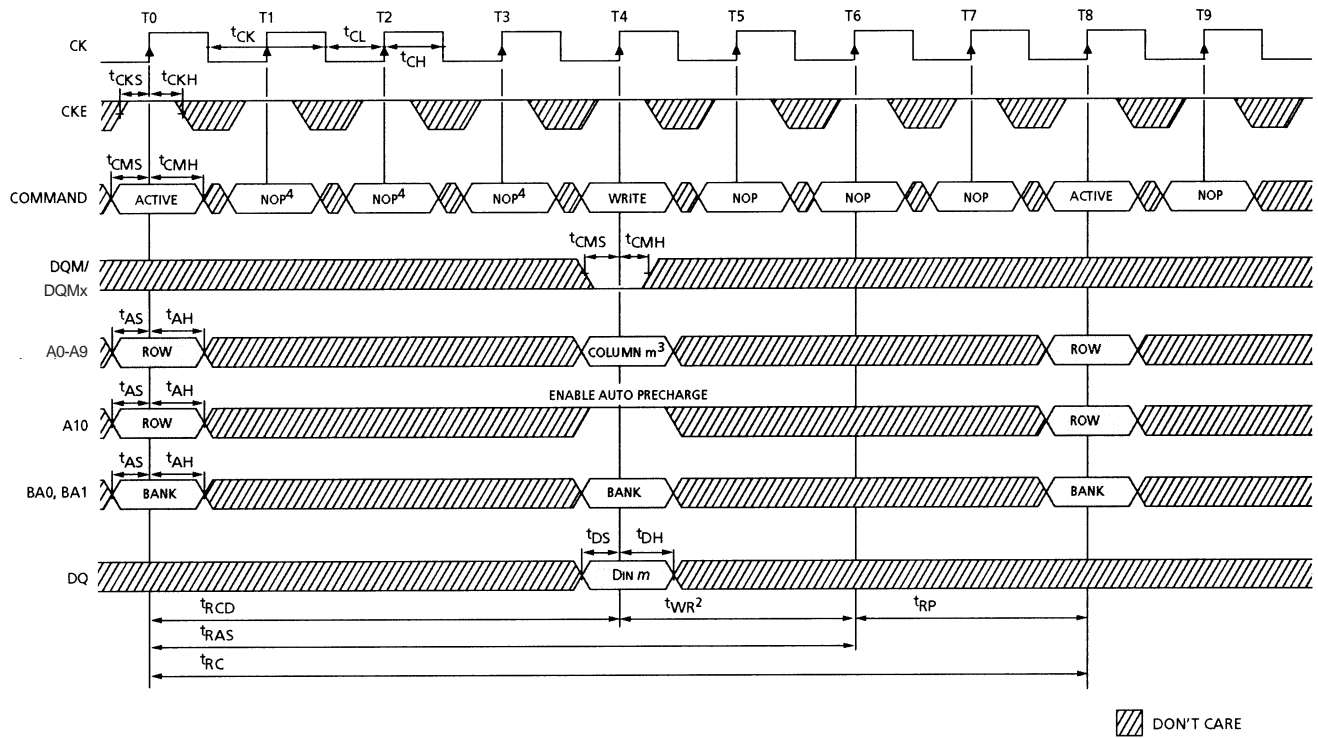 T0 T1 T2 T3 T4 T5 T6 T7 T8 T9
CK tCK tCL tCH
tCKS tCKH
CKE
tCMS tCMH
COMMAND ACTIVE NOP4 NOP4 NOP4 WRITE NOP NOP NOP ACTIVE NOP
tCMS tCMH
DQM/
DQMx
tAS tAH
A0-A9 ROW COLUMN m3 ROW
tAS tAH ENABLE AUTO PRECHARGE
A10 ROW ROW
tAS tAH
BA0, BA1 BANK BANK BANK
tDS tDH
DQ DIN m
tRCD tWR2 tRP
tRAS
tRC
DON'T CARE